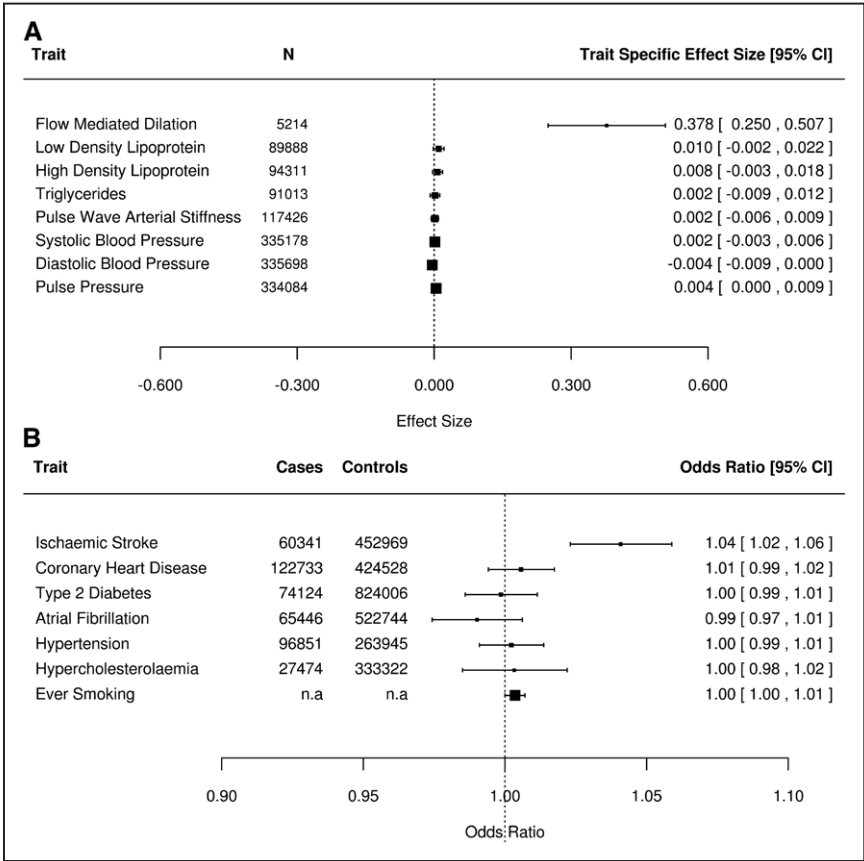 A
Trait N Trait Specific Effect Size [95% CI]
Flow Mediated Dilation 5214 0.378 [ 0.250 , 0.507 ]
Low Density Lipoprotein 89888 0.010 [ -0.002 , 0.022 ]
High Density Lipoprotein 94311 0.008 [ -0.003 , 0.018 ]
Triglycerides 91013 0.002 [ -0.009 , 0.012 ]
Pulse Wave Arterial Stiffness 117426 0.002 [ -0.006 , 0.009 ]
Systolic Blood Pressure 335178 0.002 [ -0.003 , 0.006 ]
Diastolic Blood Pressure 335698 -0.004 [ -0.009 , 0.000 ]
Pulse Pressure 334084 0.004 [ 0.000 , 0.009 ]
-0.600 -0.300 0.000 0.300 0.600
Effect Size
B
Trait Cases Controls Odds Ratio [95% CI]
Ischaemic Stroke 60341 452969 1.04 [ 1.02 , 1.06 ]
Coronary Heart Disease 122733 424528 1.01 [ 0.99 , 1.02 ]
Type 2 Diabetes 74124 824006 1.00 [ 0.99 , 1.01 ]
Atrial Fibrillation 65446 522744 0.99 [ 0.97 , 1.01 ]
Hypertension 96851 263945 1.00 [ 0.99 , 1.01 ]
Hypercholesterolaemia 27474 333322 1.00 [ 0.98 , 1.02 ]
Ever Smoking n.a n.a 1.00 [ 1.00 , 1.01 ]
0.90 0.95 1.00 1.05 1.10
Odds Ratio